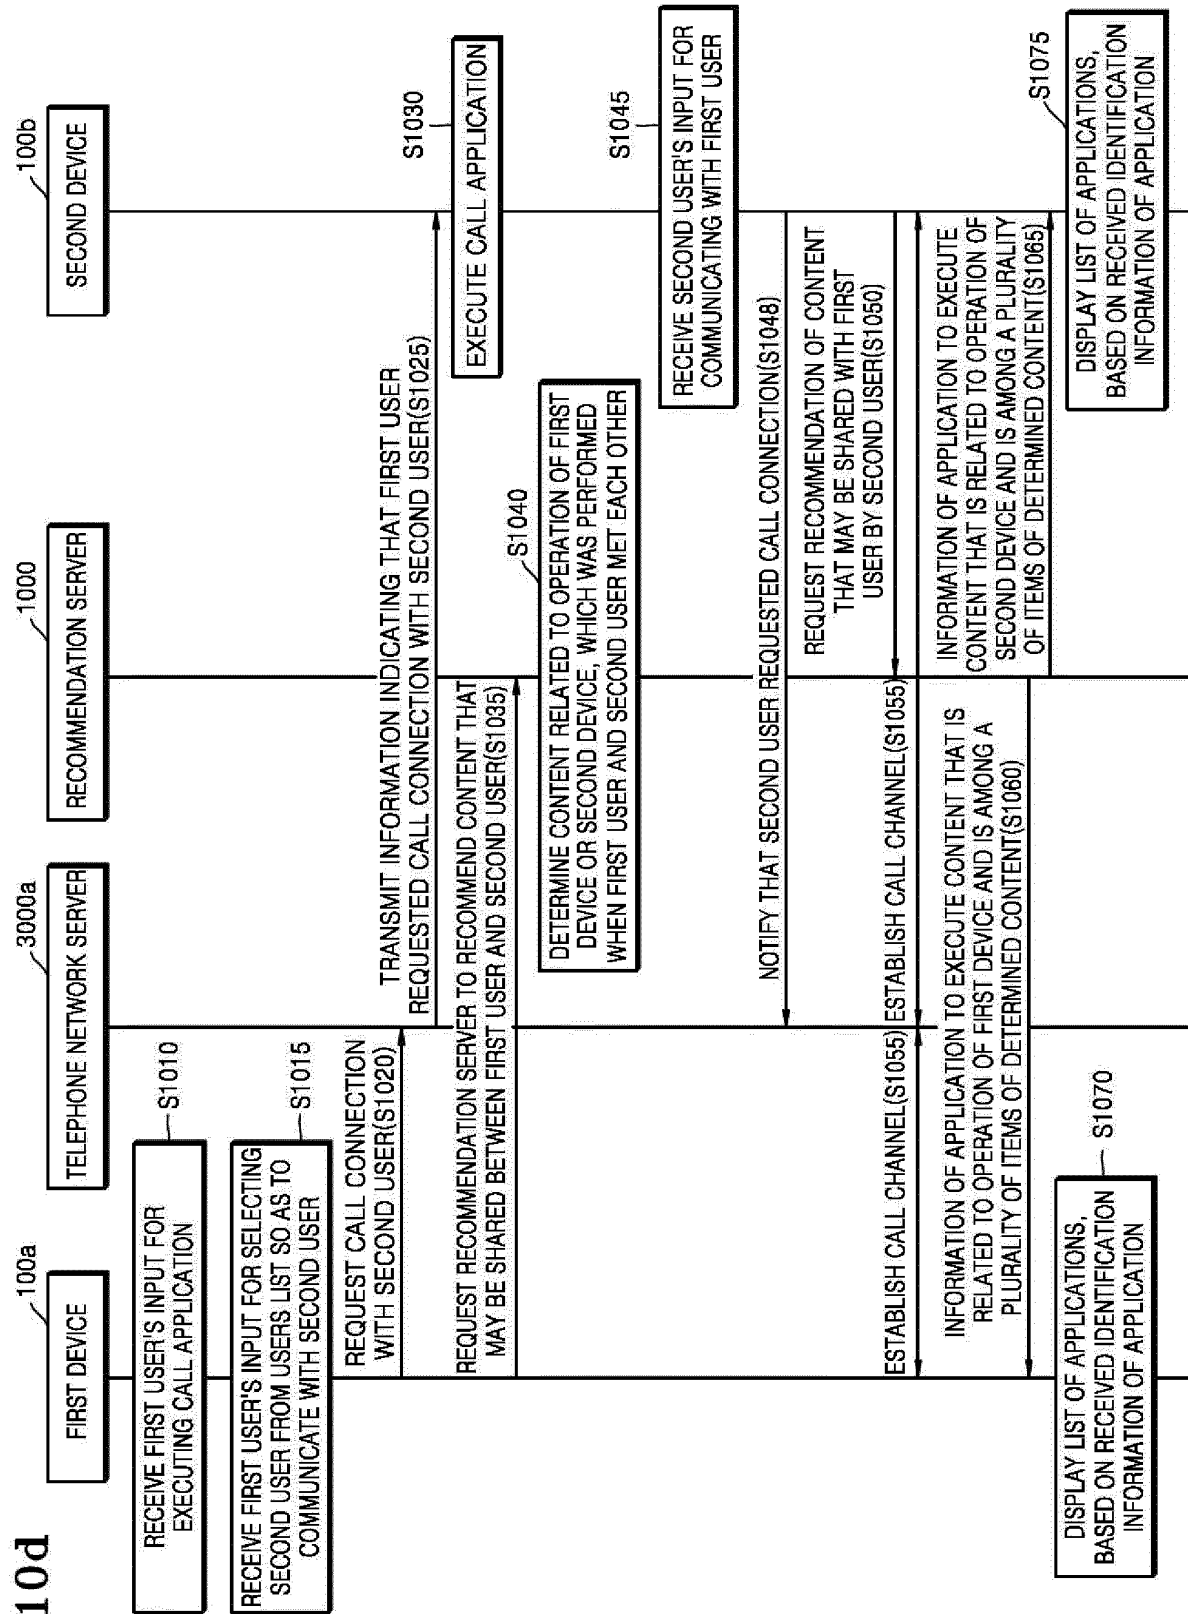 10d
100a
FIRST DEVICE
3000a
TELEPHONE NETWORK SERVER
1000
RECOMMENDATION SERVER
100b
SECOND DEVICE
RECEIVE FIRST USER'S INPUT FOR
EXECUTING CALL APPLICATION
S1010
RECEIVE FIRST USER'S INPUT FOR SELECTING
SECOND USER FROM USERS LIST SO AS TO
COMMUNICATE WITH SECOND USER
S1015
REQUEST CALL CONNECTION
WITH SECOND USER(S1020)
TRANSMIT INFORMATION INDICATING THAT FIRST USER
REQUESTED CALL CONNECTION WITH SECOND USER(S1025)
S1030
EXECUTE CALL APPLICATION
REQUEST RECOMMENDATION SERVER TO RECOMMEND CONTENT THAT
MAY BE SHARED BETWEEN FIRST USER AND SECOND USER(S1035)
S1040
DETERMINE CONTENT RELATED TO OPERATION OF FIRST
DEVICE OR SECOND DEVICE, WHICH WAS PERFORMED
WHEN FIRST USER AND SECOND USER MET EACH OTHER
S1045
RECEIVE SECOND USER'S INPUT FOR
COMMUNICATING WITH FIRST USER
NOTIFY THAT SECOND USER REQUESTED CALL CONNECTION(S1048)
REQUEST RECOMMENDATION OF CONTENT
THAT MAY BE SHARED WITH FIRST
USER BY SECOND USER(S1050)
ESTABLISH CALL CHANNEL(S1055)
ESTABLISH CALL CHANNEL(S1055)
INFORMATION OF APPLICATION TO EXECUTE CONTENT THAT IS
RELATED TO OPERATION OF FIRST DEVICE AND IS AMONG A
PLURALITY OF ITEMS OF DETERMINED CONTENT(S1060)
INFORMATION OF APPLICATION TO EXECUTE
CONTENT THAT IS RELATED TO OPERATION OF
SECOND DEVICE AND IS AMONG A PLURALITY
OF ITEMS OF DETERMINED CONTENT(S1065)
S1070
DISPLAY LIST OF APPLICATIONS,
BASED ON RECEIVED IDENTIFICATION
INFORMATION OF APPLICATION
S1075
DISPLAY LIST OF APPLICATIONS,
BASED ON RECEIVED IDENTIFICATION
INFORMATION OF APPLICATION